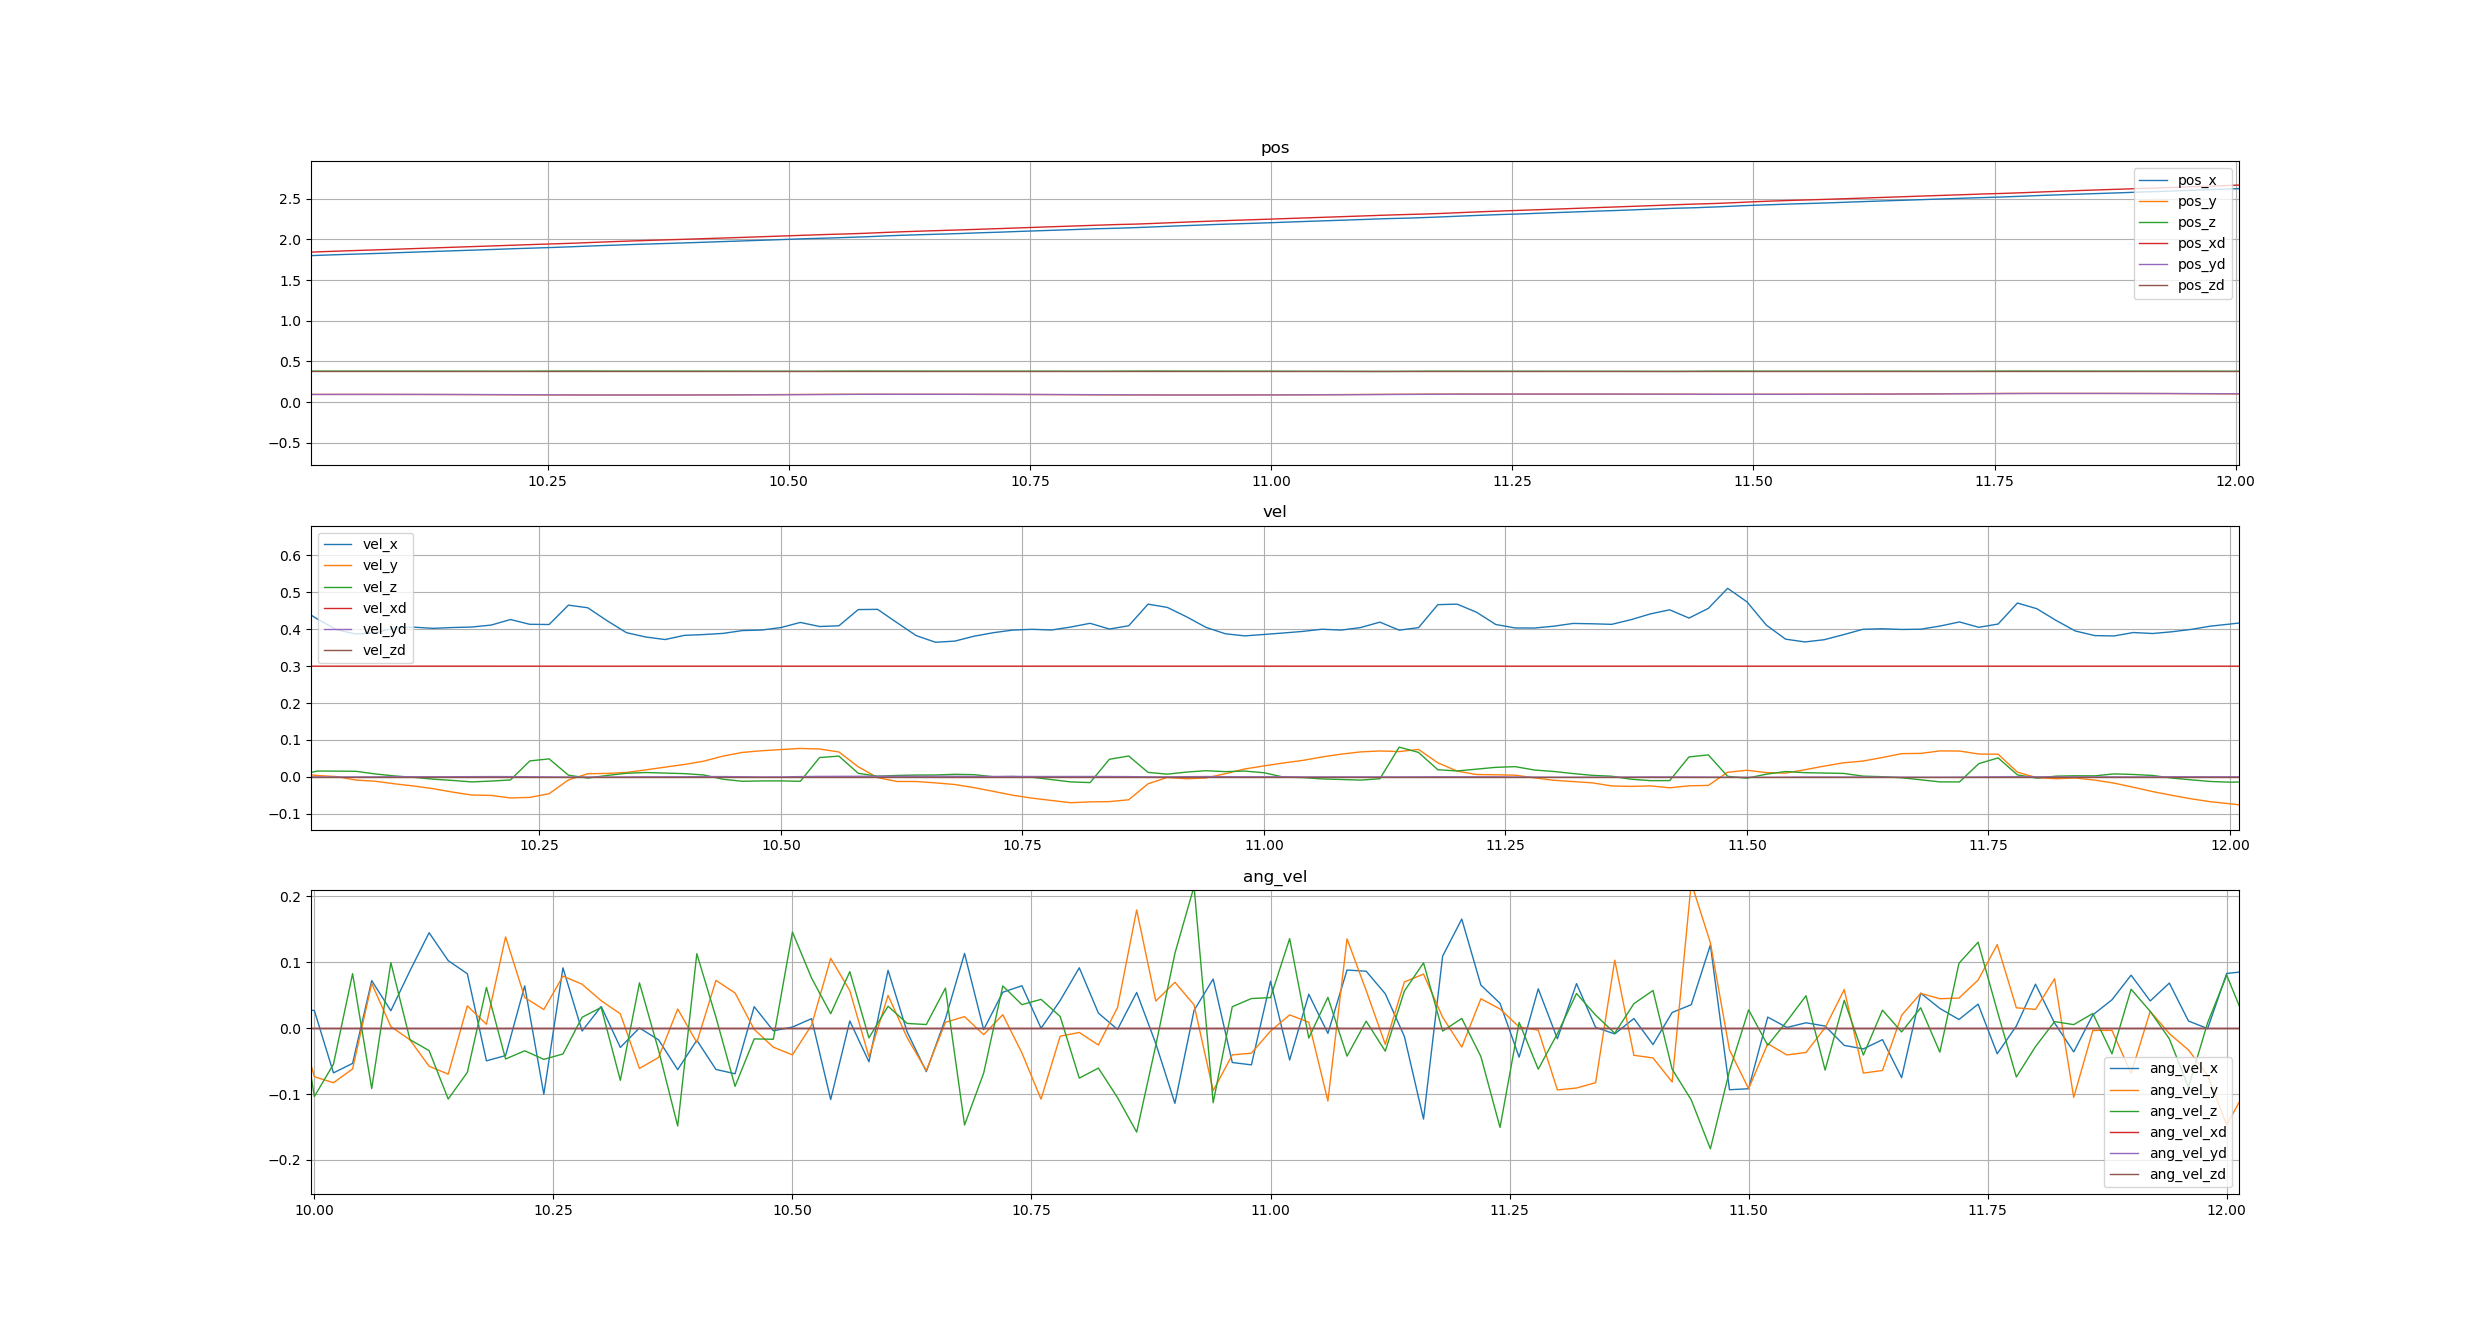 pos
2.5
2.0
1.5
1.0
0.5
0.0
−0.5
pos_x
pos_y
pos_z
pos_xd
pos_yd
pos_zd
10.25 10.50 10.75 11.00 11.25 11.50 11.75 12.00
vel
0.6
0.5
0.4
0.3
0.2
0.1
0.0
−0.1
vel_x
vel_y
vel_z
vel_xd
vel_yd
vel_zd
10.25 10.50 10.75 11.00 11.25 11.50 11.75 12.00
ang_vel
0.2
0.1
0.0
−0.1
−0.2
ang_vel_x
ang_vel_y
ang_vel_z
ang_vel_xd
ang_vel_yd
ang_vel_zd
10.00 10.25 10.50 10.75 11.00 11.25 11.50 11.75 12.00